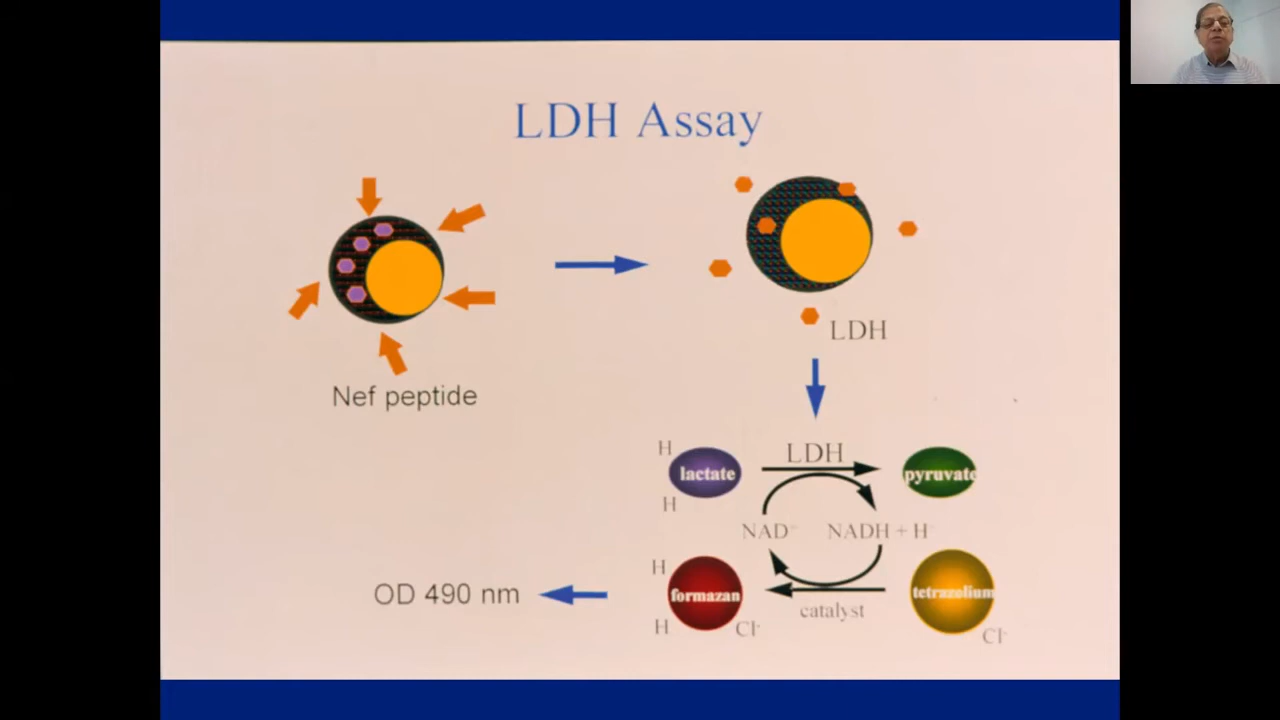 LDH Assay
Nef peptide
LDH
H
lactate
H
LDH
pyruvate
NAD+
NADH + H+
H
formazan
H
Cl-
catalyst
tetrazolium
Cl-
OD 490 nm